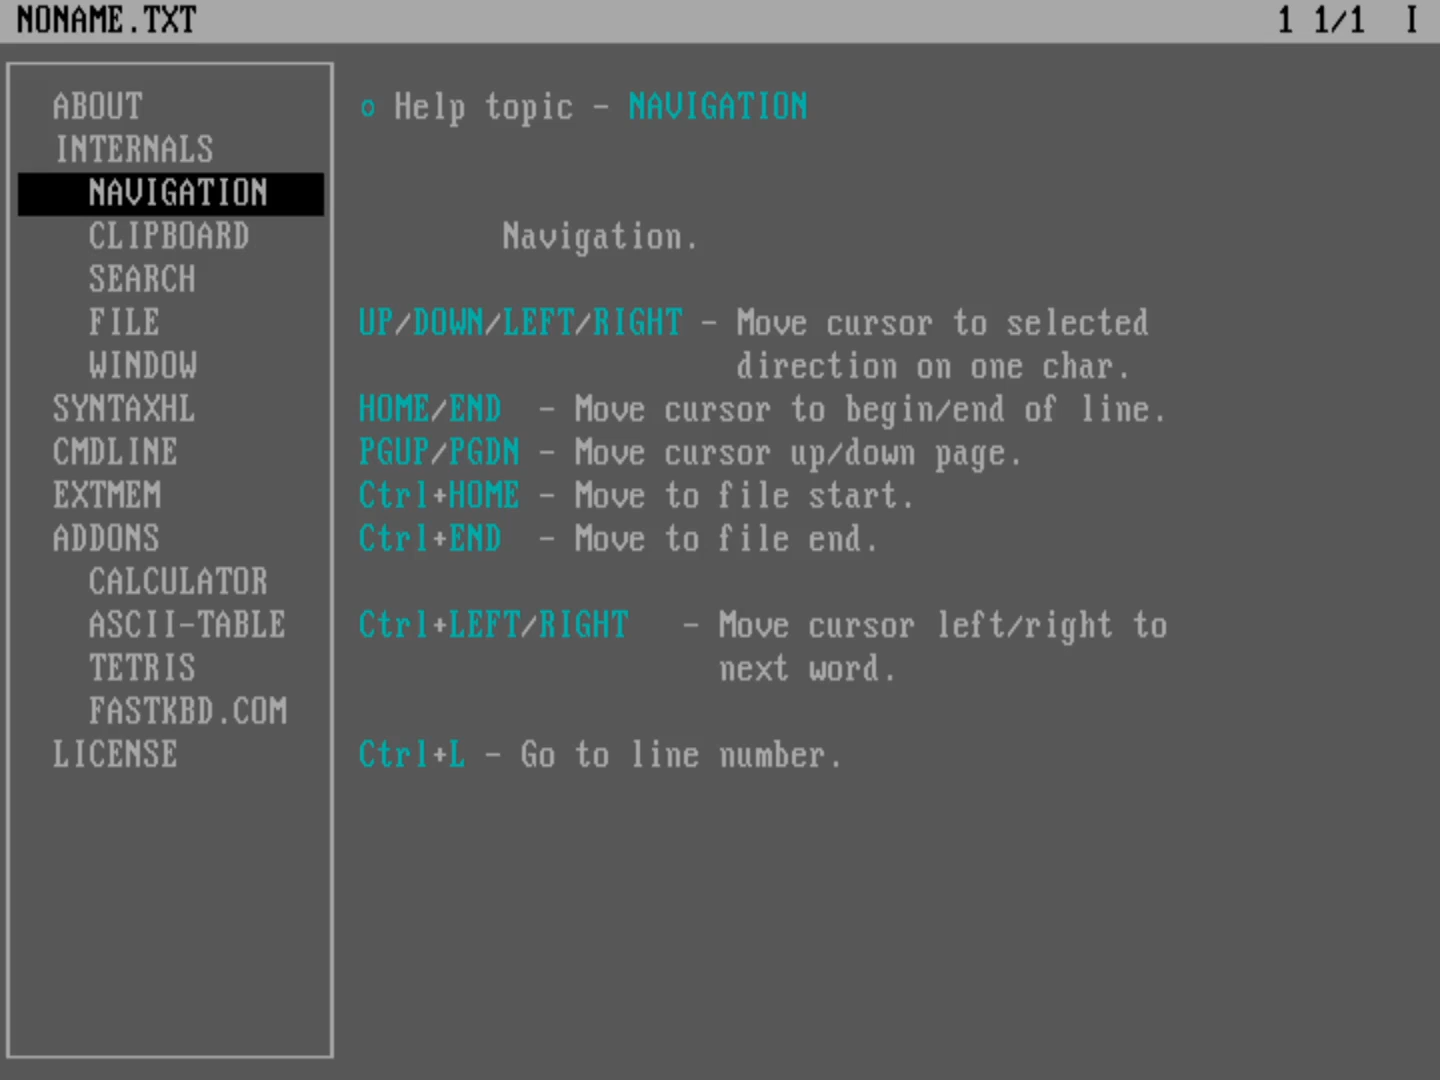 NONAME.TXT 1 1/1 I
ABOUT
INTERNALS
NAVIGATION
CLIPBOARD
SEARCH
FILE
WINDOW
SYNTAXHL
CMDLINE
EXTMEM
ADDONS
CALCULATOR
ASCII-TABLE
TETRIS
FASTKBD.COM
LICENSE
o Help topic - NAVIGATION
Navigation.
UP/DOWN/LEFT/RIGHT - Move cursor to selected
direction on one char.
HOME/END - Move cursor to begin/end of line.
PGUP/PGDN - Move cursor up/down page.
Ctrl+HOME - Move to file start.
Ctrl+END - Move to file end.
Ctrl+LEFT/RIGHT - Move cursor left/right to
next word.
Ctrl+L - Go to line number.